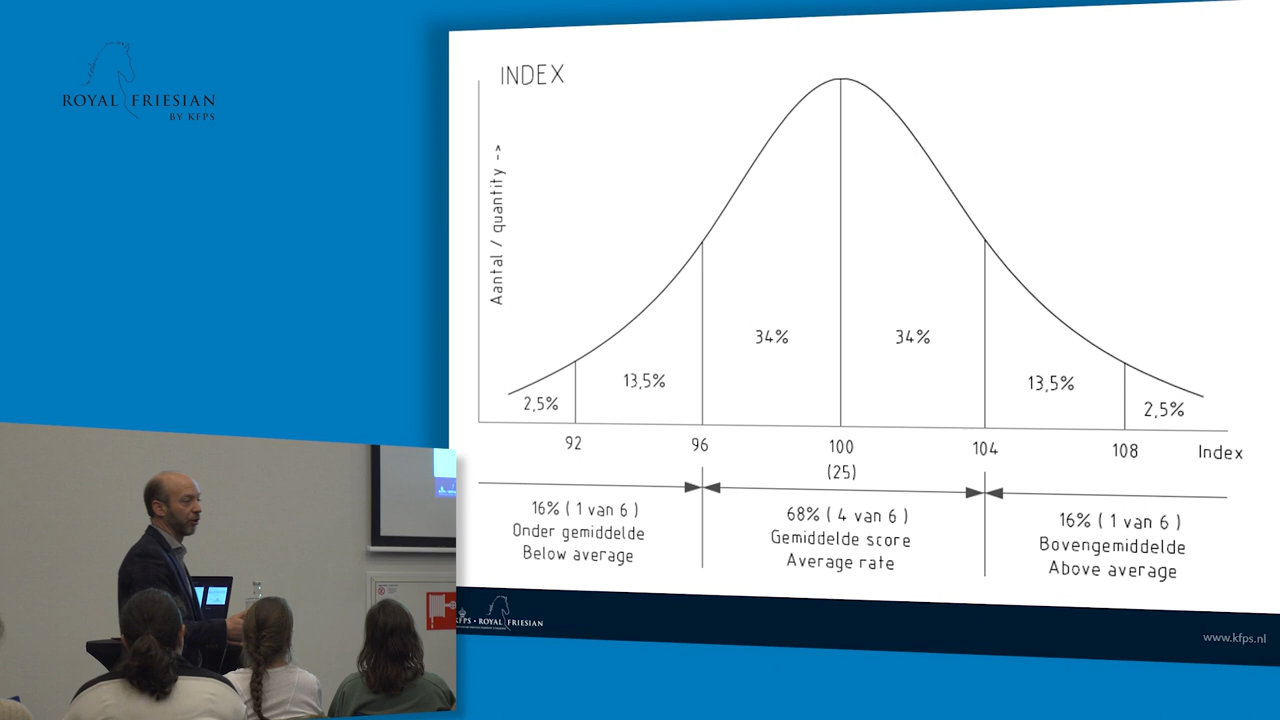 ROYAL FRIESIAN
BY KFPS
INDEX
Aantal / quantity -->
34%
34%
13,5%
13,5%
2,5%
2,5%
92
96
100
104
108
Index
(25)
16% ( 1 van 6 )
Onder gemiddelde
Below average
68% ( 4 van 6 )
Gemiddelde score
Average rate
16% ( 1 van 6 )
Bovengemiddelde
Above average
KFPS • ROYAL FRIESIAN
www.kfps.nl